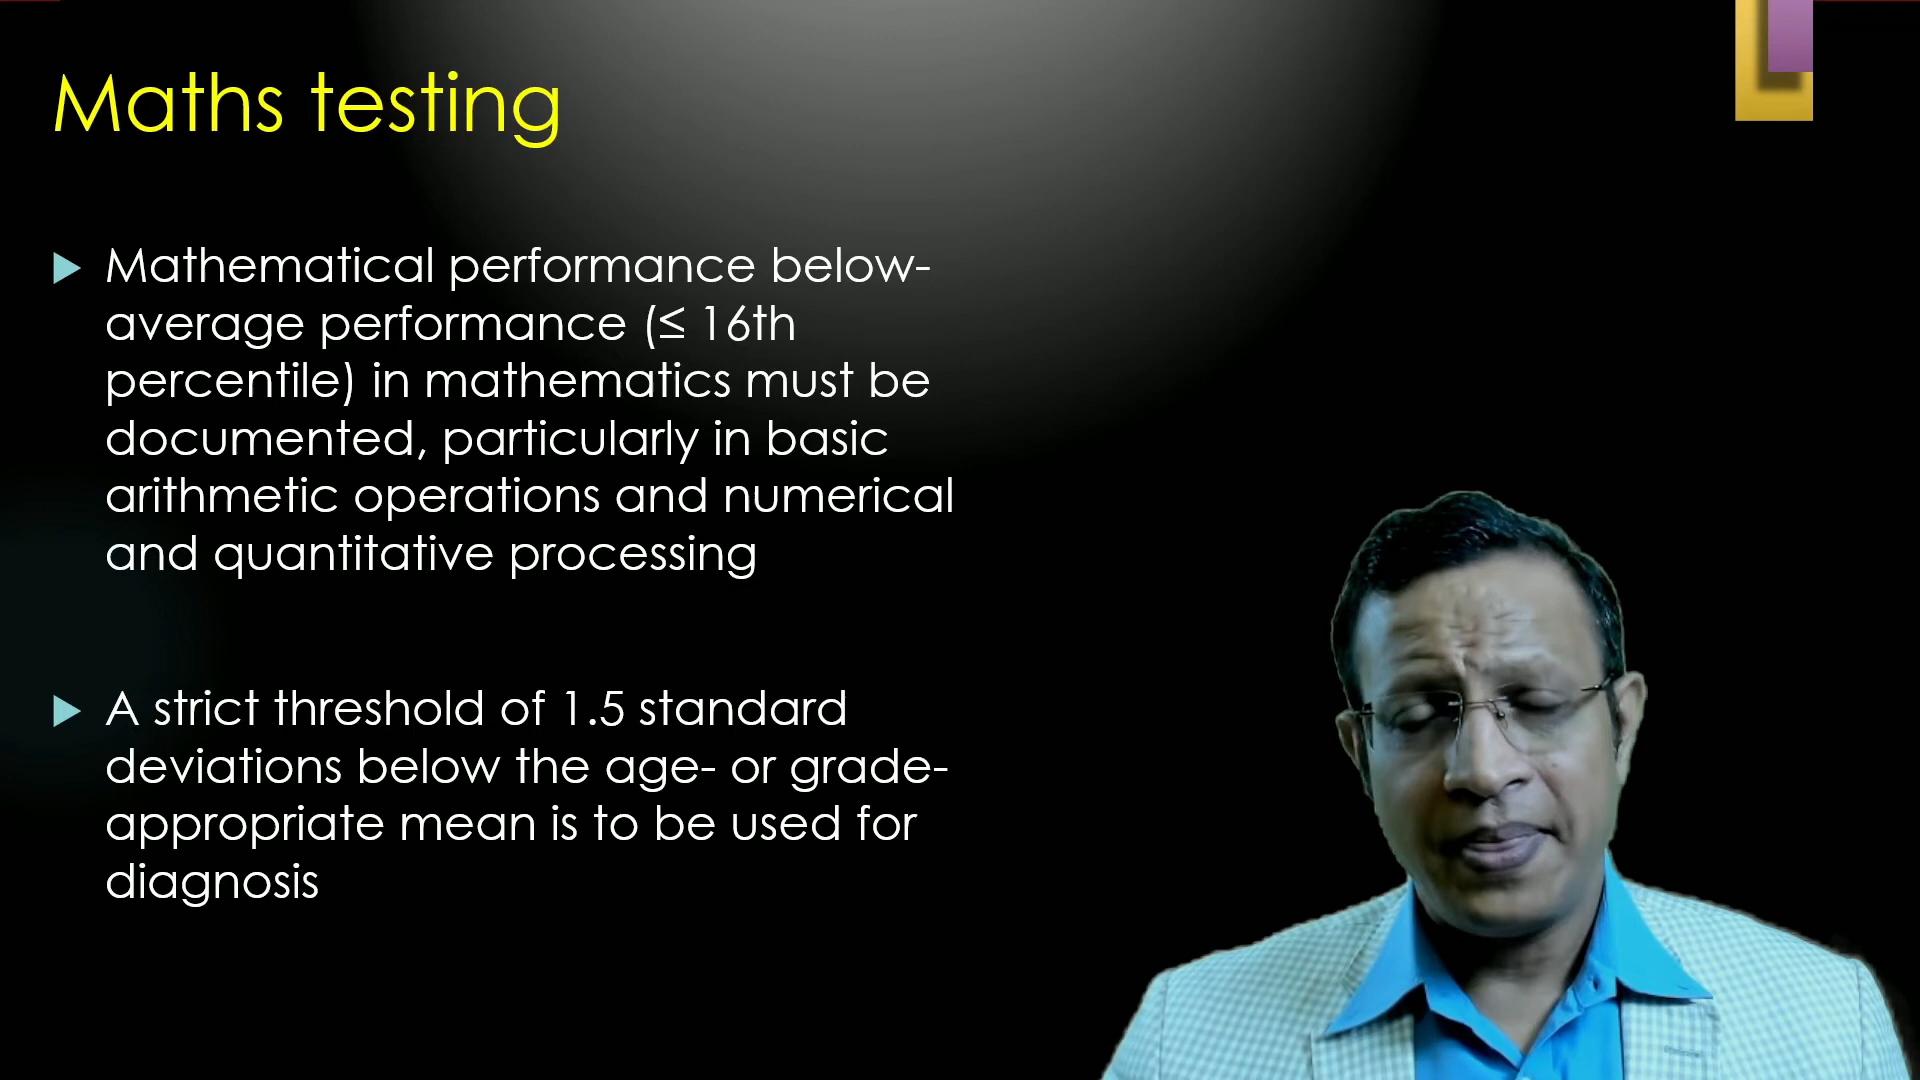 Maths testing
Mathematical performance below-
average performance (≤ 16th
percentile) in mathematics must be
documented, particularly in basic
arithmetic operations and numerical
and quantitative processing
A strict threshold of 1.5 standard
deviations below the age- or grade-
appropriate mean is to be used for
diagnosis